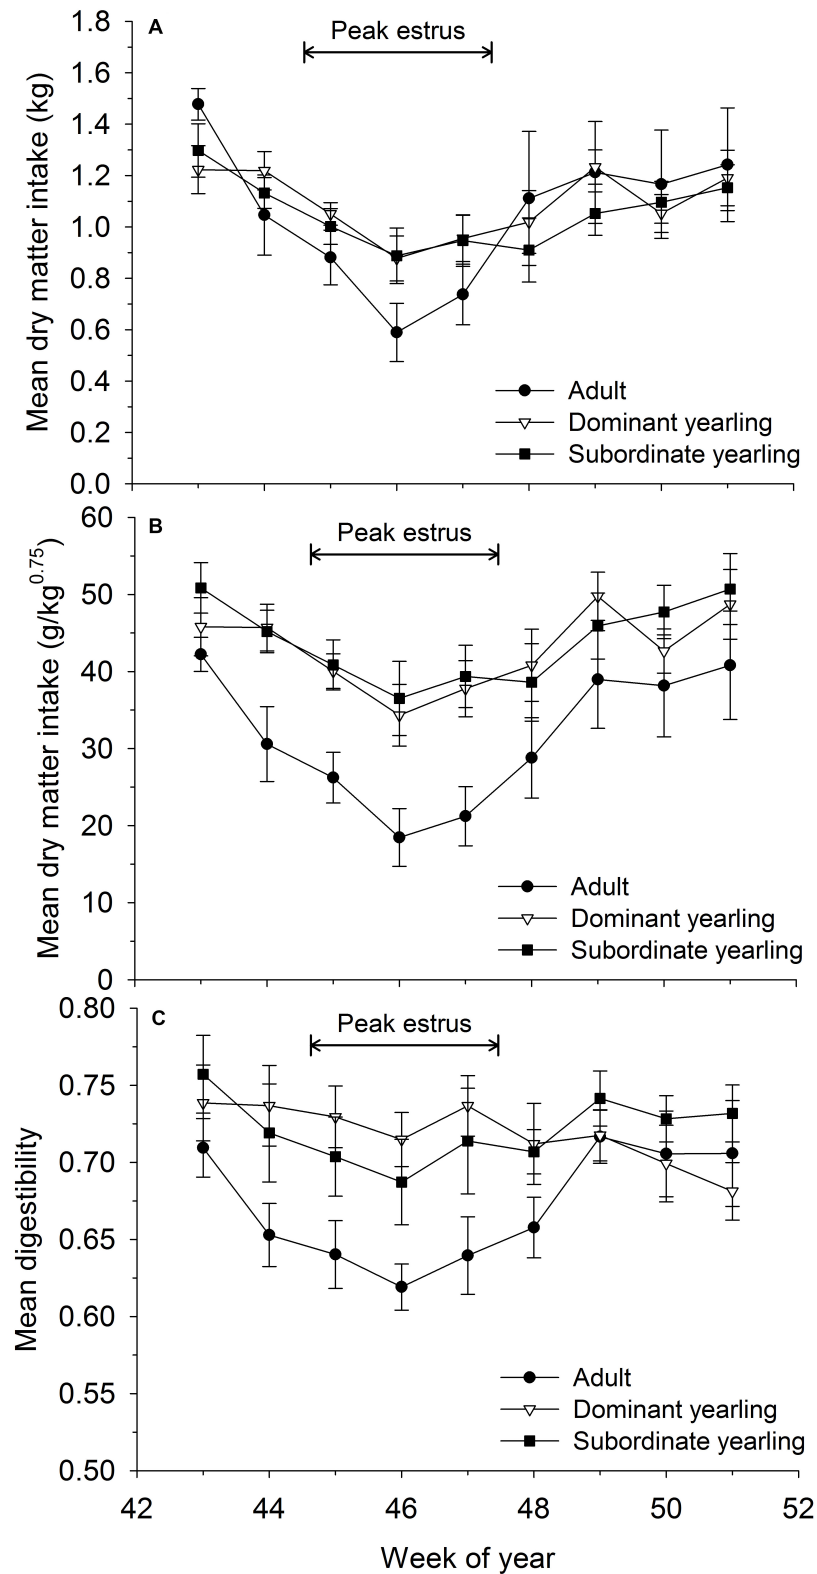 A
Peak estrus
Mean dry matter intake (kg)
1.8
1.6
1.4
1.2
1.0
0.8
0.6
0.4
0.2
0.0
Adult
Dominant yearling
Subordinate yearling
B
Peak estrus
Mean dry matter intake (g/kg^0.75)
60
50
40
30
20
10
0
Adult
Dominant yearling
Subordinate yearling
C
Peak estrus
Mean digestibility
0.80
0.75
0.70
0.65
0.60
0.55
0.50
Adult
Dominant yearling
Subordinate yearling
42 44 46 48 50 52
Week of year